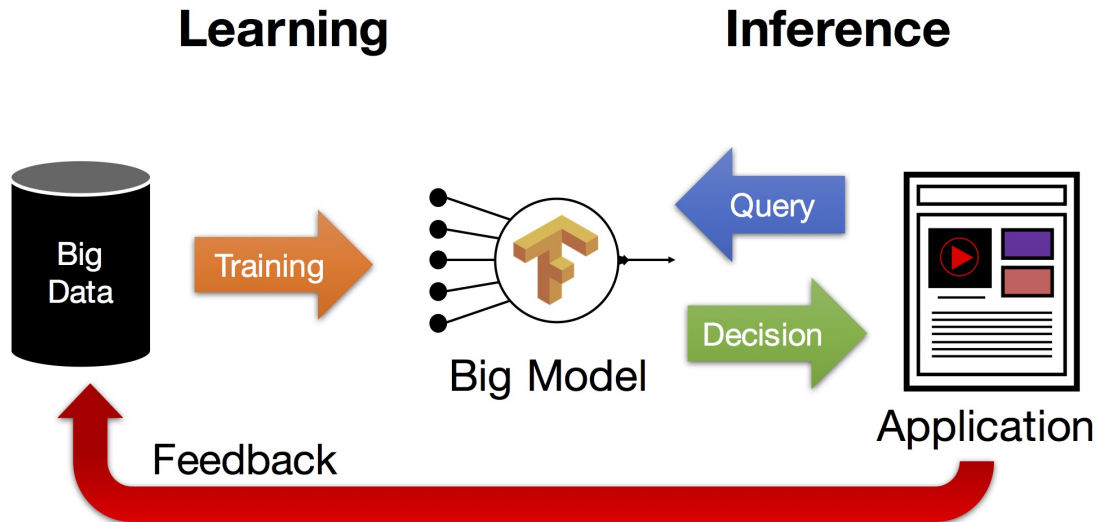 Learning
Inference
Big
Data
Training
Query
Decision
Big Model
Application
Feedback